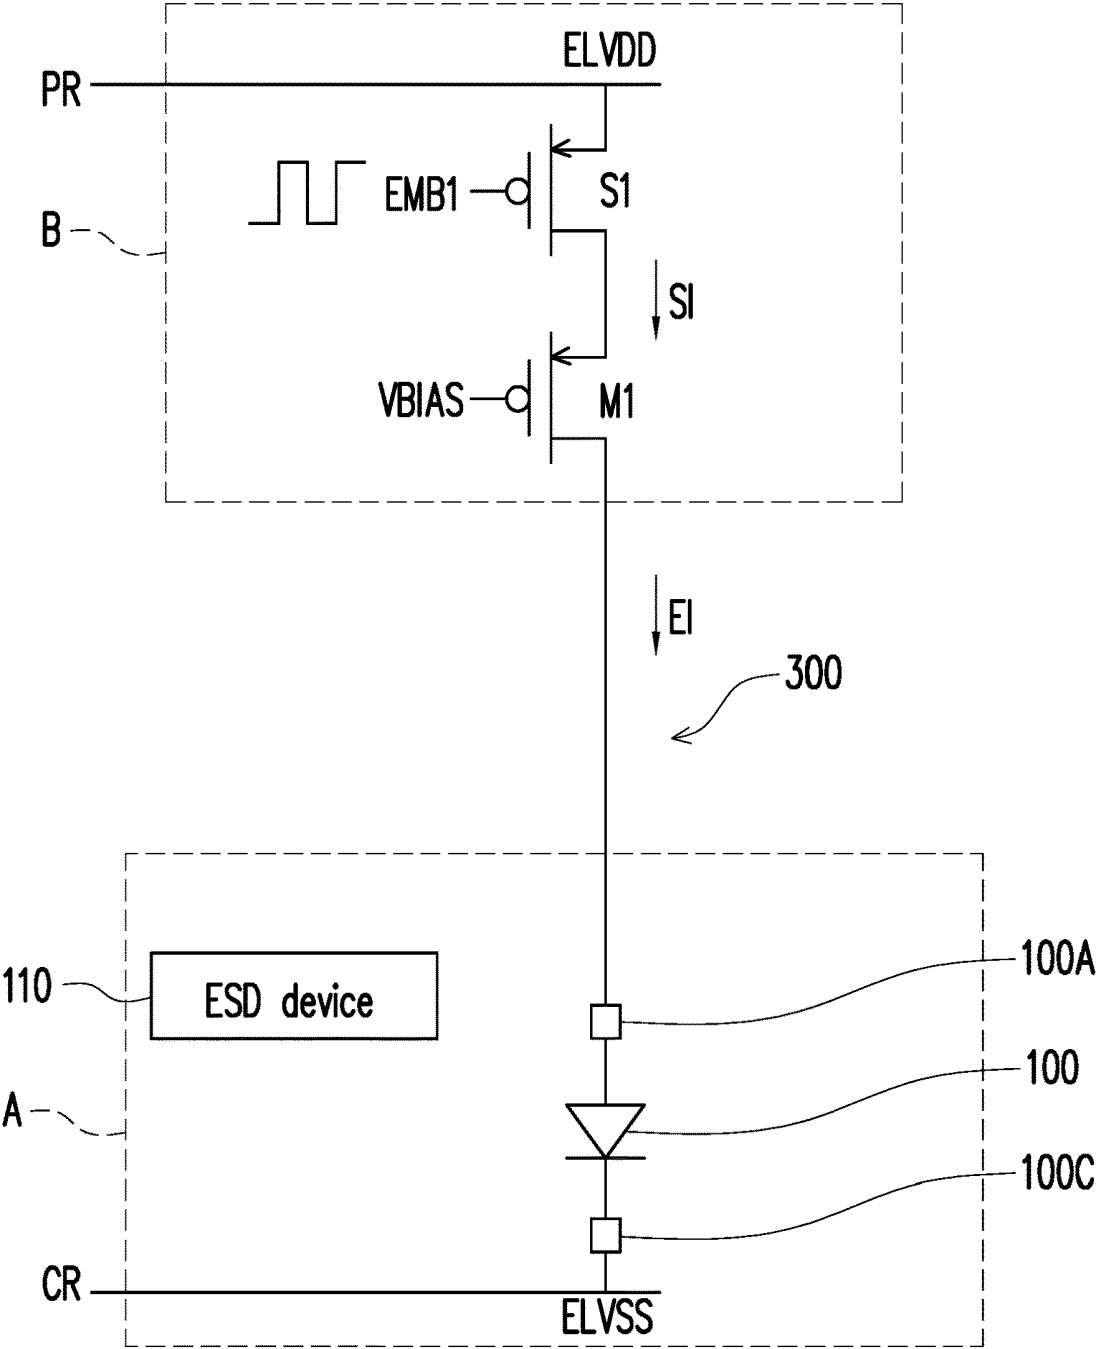 ELVDD
PR
EMB1
S1
B
SI
VBIAS
M1
EI
300
100A
110
ESD device
100
A
100C
CR
ELVSS